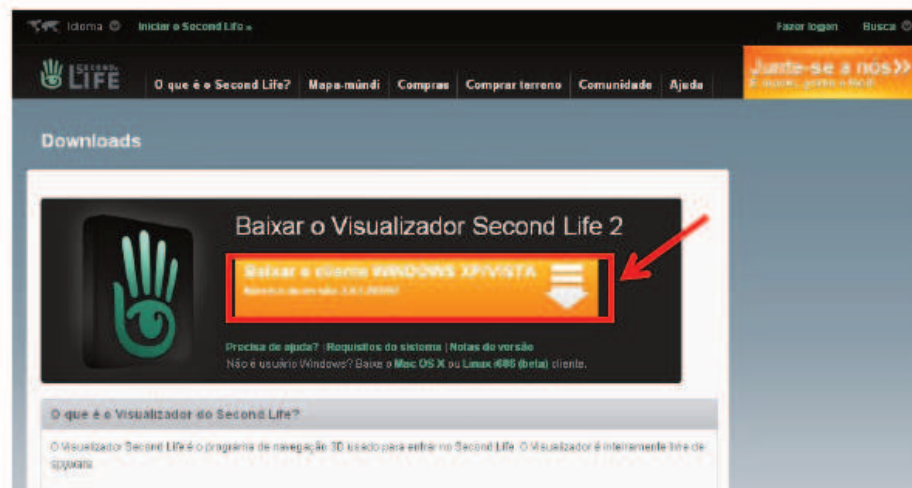 Idioma Iniciar o Second Life » Fazer logon Busca
SECOND LIFE O que é o Second Life? Mapa-múndi Compras Comprar terreno Comunidade Ajuda Junte-se a nós»
Downloads
Baixar o Visualizador Second Life 2
Baixar o cliente WINDOWS XP/VISTA
Precisa de ajuda? | Requisitos do sistema | Notas de versão
Não é usuário Windows? Baixe o Mac OS X ou Linux i686 (beta) cliente.
O que é o Visualizador do Second Life?
O Visualizador Second Life é o programa de navegação 3D usado para entrar no Second Life. O Visualizador é inteiramente livre de
spyware.